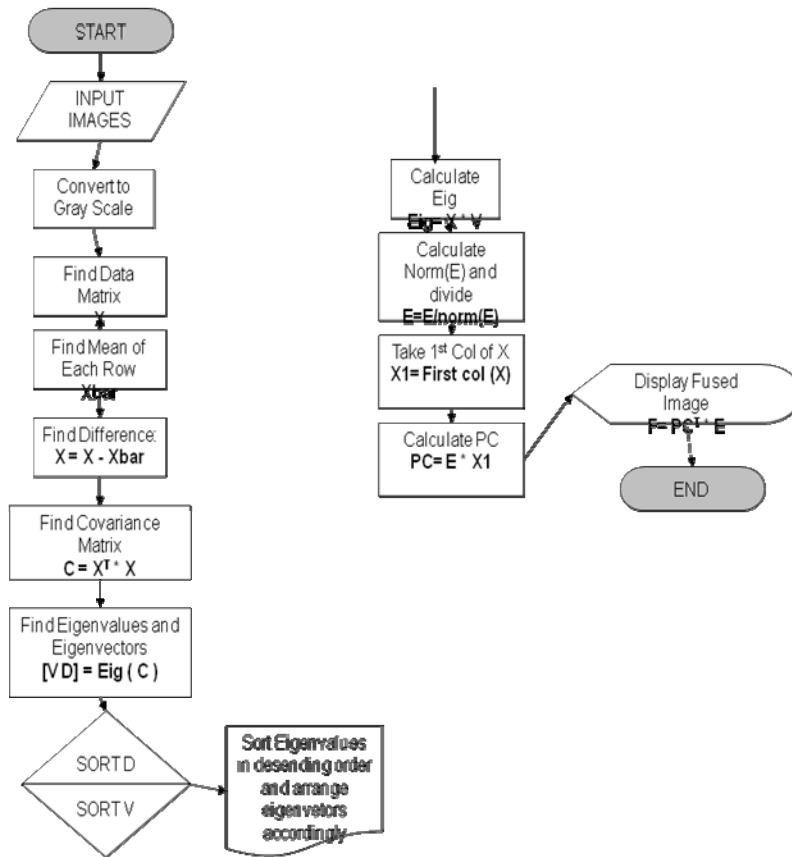 START
INPUT
IMAGES
Convert to
Gray Scale
Find Data
Matrix
X
Find Mean of
Each Row
Xbar
Find Difference:
X = X - Xbar
Find Covariance
Matrix
C = Xᵀ * X
Find Eigenvalues and
Eigenvectors
[V D] = Eig ( C )
SORT D
SORT V
Sort Eigenvalues
in desending order
and arrange
eigenvetors
accordingly
Calculate
Eig
Eig= X * V
Calculate
Norm(E) and
divide
E=E/norm(E)
Take 1st Col of X
X1= First col (X)
Calculate PC
PC= E * X1
Display Fused
Image
F= PCᵀ * E
END